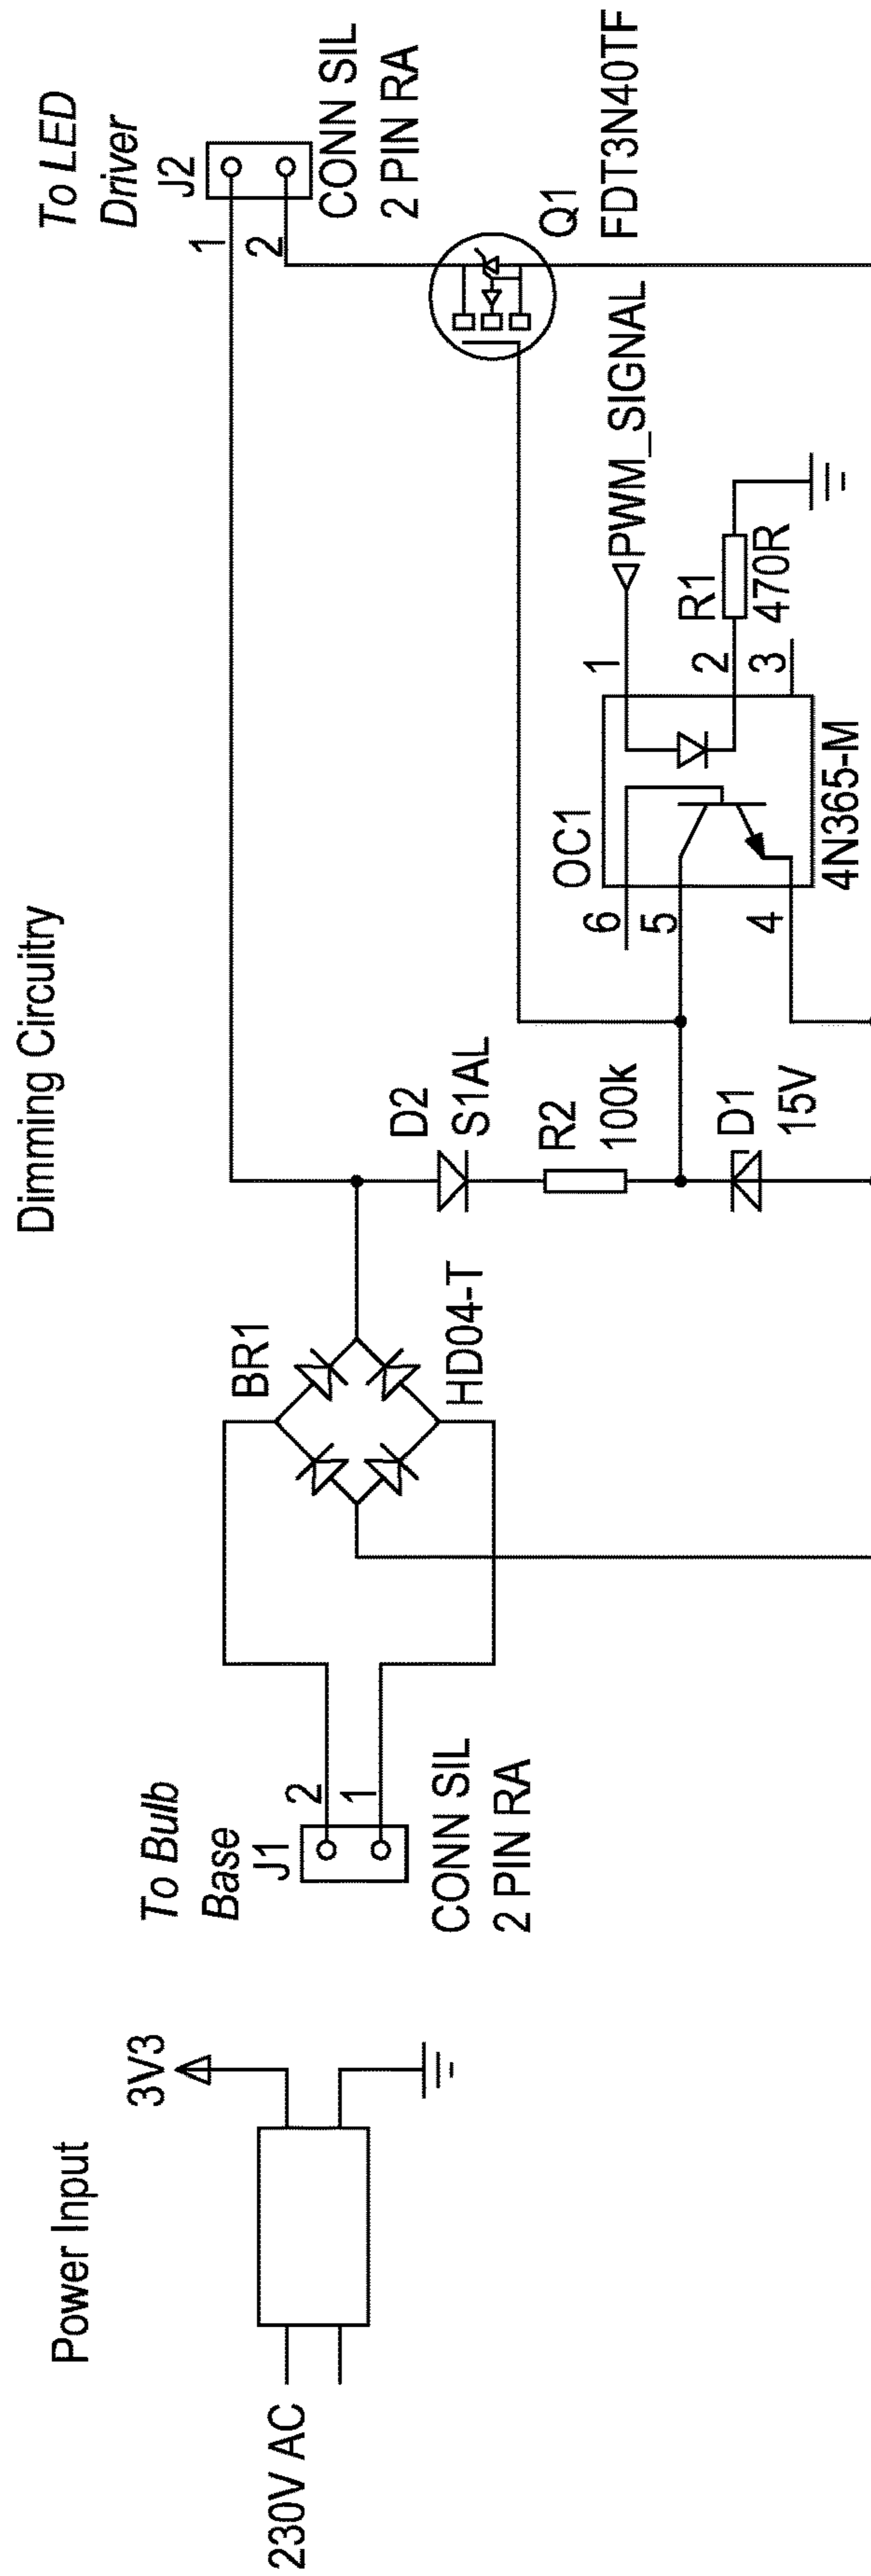 Power Input
230V AC
3V3
Dimming Circuitry
To Bulb
Base
J1
2
1
CONN SIL
2 PIN RA
BR1
HD04-T
D2
S1AL
R2
100k
D1
15V
To LED
Driver
J2
1
2
CONN SIL
2 PIN RA
Q1
FDT3N40TF
PWM_SIGNAL
OC1
6
5
4
1
2
3
4N365-M
R1
470R